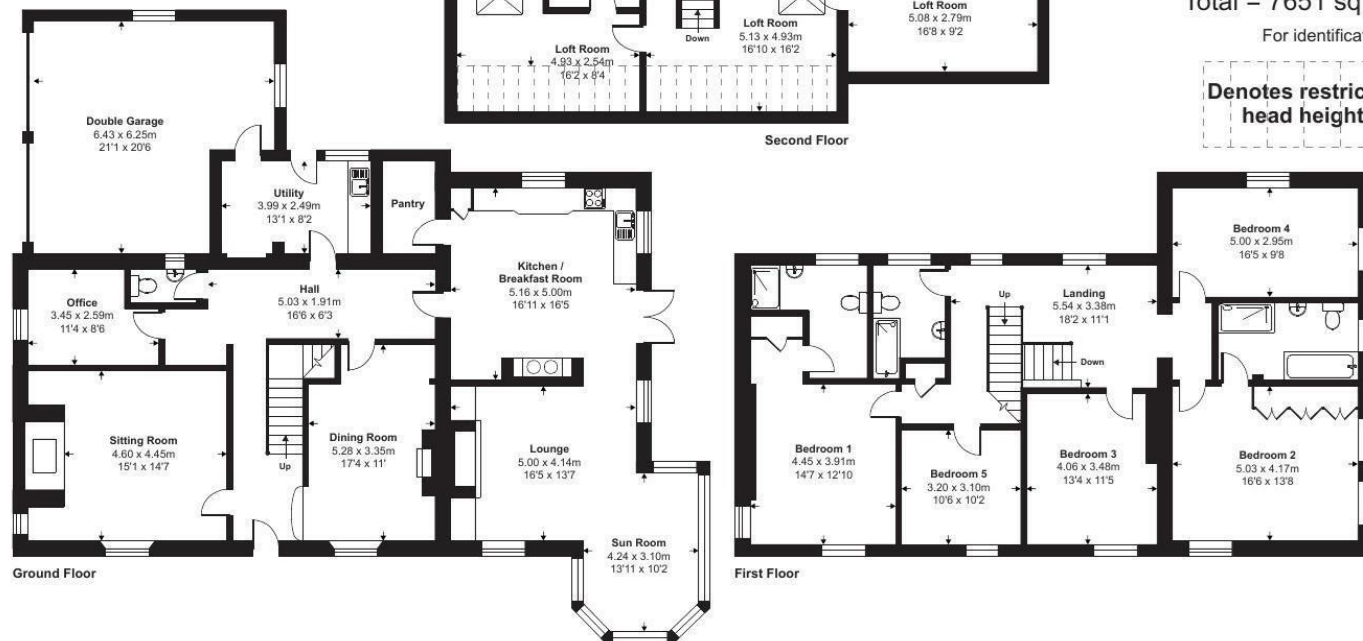 Loft Room
5.08 x 2.79m
16'8 x 9'2
Loft Room
5.13 x 4.93m
16'10 x 16'2
Down
Loft Room
4.93 x 2.54m
16'2 x 8'4
Second Floor
Total = 7651 sq
For identificat
Denotes restric
head height
Double Garage
6.43 x 6.25m
21'1 x 20'6
Utility
3.99 x 2.49m
13'1 x 8'2
Pantry
Kitchen /
Breakfast Room
5.16 x 5.00m
16'11 x 16'5
Hall
5.03 x 1.91m
16'6 x 6'3
Office
3.45 x 2.59m
11'4 x 8'6
Sitting Room
4.60 x 4.45m
15'1 x 14'7
Up
Dining Room
5.28 x 3.35m
17'4 x 11'
Lounge
5.00 x 4.14m
16'5 x 13'7
Sun Room
4.24 x 3.10m
13'11 x 10'2
Ground Floor
Bedroom 4
5.00 x 2.95m
16'5 x 9'8
Up
Landing
5.54 x 3.38m
18'2 x 11'1
Down
Bedroom 1
4.45 x 3.91m
14'7 x 12'10
Bedroom 5
3.20 x 3.10m
10'6 x 10'2
Bedroom 3
4.06 x 3.48m
13'4 x 11'5
Bedroom 2
5.03 x 4.17m
16'6 x 13'8
First Floor